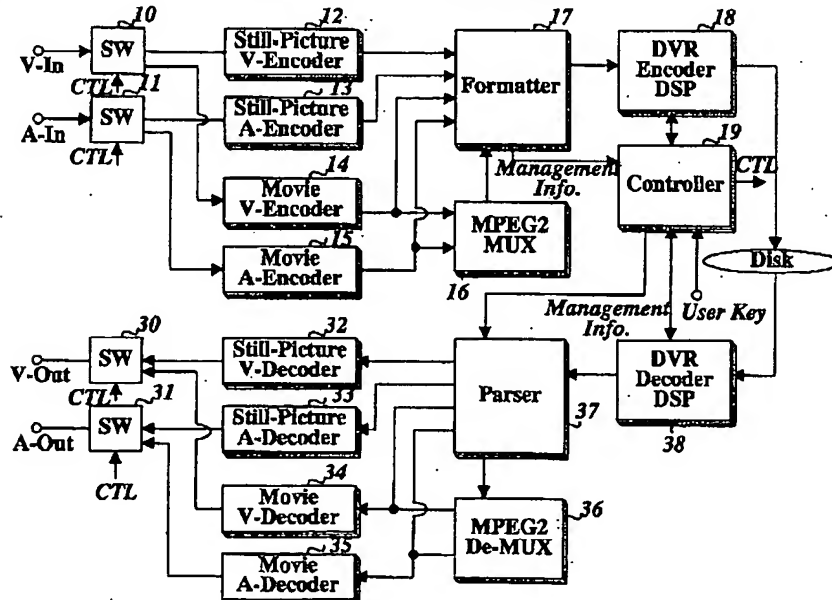 10
12
17
18
V-In
SW
Still-Picture
V-Encoder
Formatter
DVR
Encoder
DSP
CTL
11
13
A-In
SW
Still-Picture
A-Encoder
CTL
19
Management
Info.
Controller
CTL
14
Movie
V-Encoder
15
Movie
A-Encoder
MPEG2
MUX
16
Disk
Management
Info.
User Key
30
32
V-Out
SW
Still-Picture
V-Decoder
Parser
37
DVR
Decoder
DSP
38
CTL
31
33
A-Out
SW
Still-Picture
A-Decoder
CTL
34
Movie
V-Decoder
35
Movie
A-Decoder
MPEG2
De-MUX
36